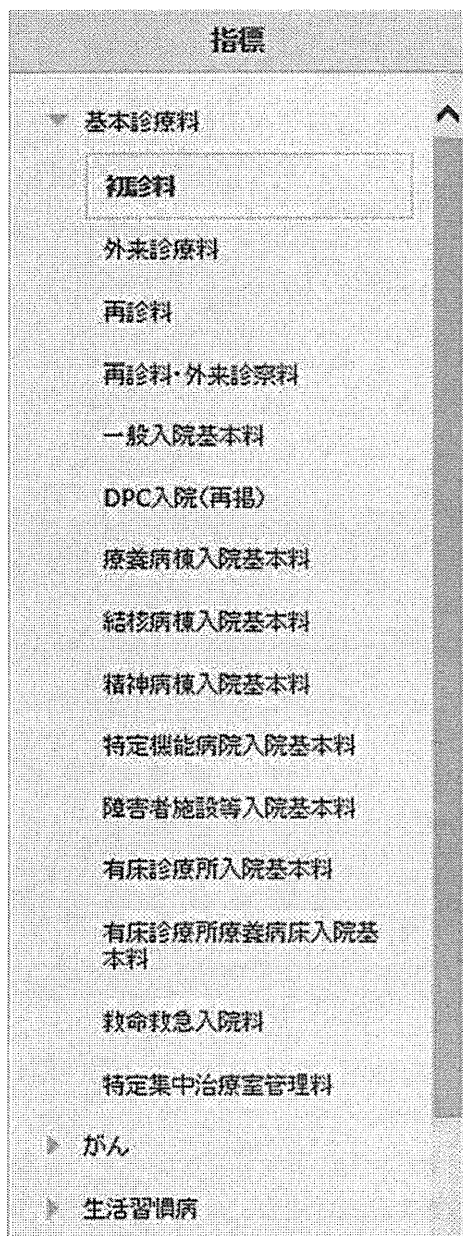 指標
基本診療料
初診料
外来診療料
再診料
再診料・外来診察料
一般入院基本料
DPC入院(再掲)
療養病棟入院基本料
結核病棟入院基本料
精神病棟入院基本料
特定機能病院入院基本料
障害者施設等入院基本料
有床診療所入院基本料
有床診療所療養病床入院基
本料
救命救急入院料
特定集中治療室管理料
がん
生活習慣病